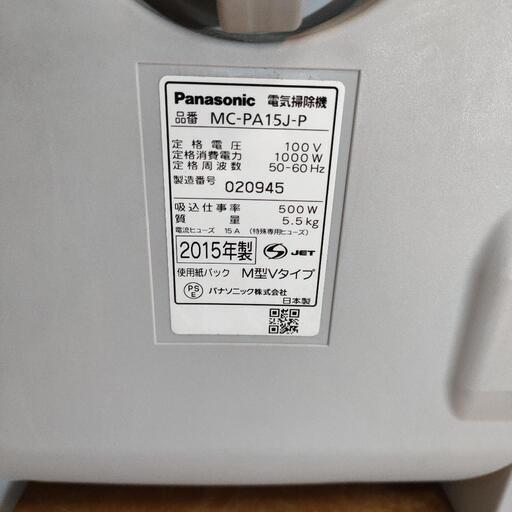 Panasonic 電気掃除機
品番 MC-PA15J-P
定格電圧 100V
定格消費電力 1000W
定格周波数 50-60Hz
製造番号 020945
吸込仕事率 500W
質量 5.5kg
電流ヒューズ 15A (特殊専用ヒューズ)
2015年製 S JET
使用紙パック M型Vタイプ
PS E パナソニック株式会社
日本製